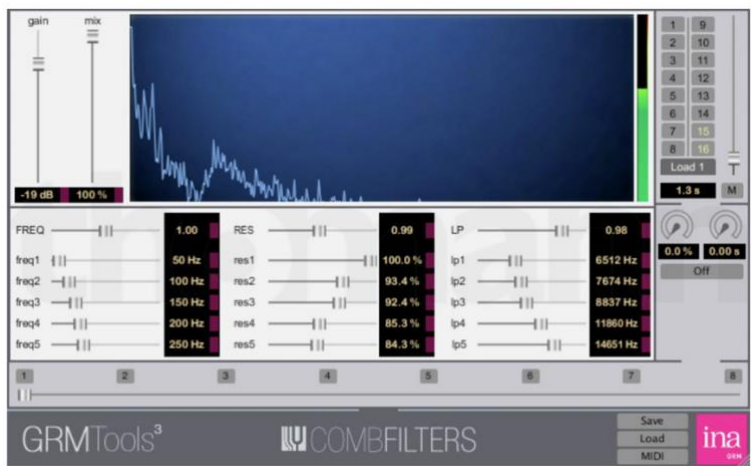 gain mix
-19 dB 100 %
1 9
2 10
3 11
4 12
5 13
6 14
7 15
8 16
Load 1
1.3 s M
FREQ 1.00 RES 0.99 LP 0.98
freq1 50 Hz res1 100.0 % lp1 6512 Hz
freq2 100 Hz res2 93.4 % lp2 7674 Hz
freq3 150 Hz res3 92.4 % lp3 8837 Hz
freq4 200 Hz res4 85.3 % lp4 11860 Hz
freq5 250 Hz res5 84.3 % lp5 14651 Hz
0.0 % 0.00 s
Off
1 2 3 4 5 6 7 8
GRMTools³ COMBFILTERS
Save
Load
MIDI
ina
GRM
thomann